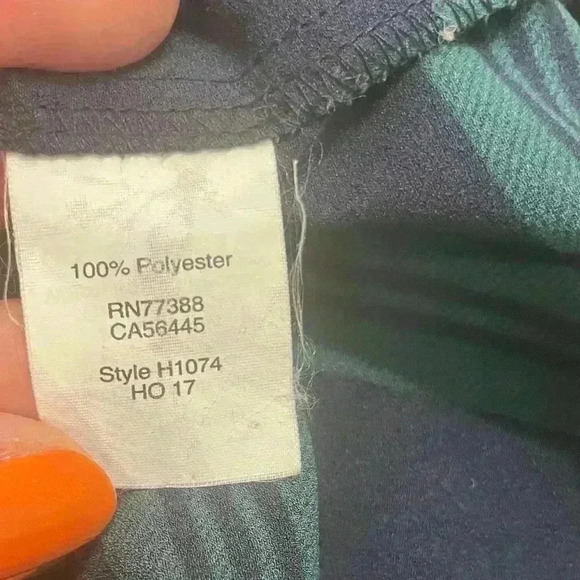 100% Polyester
RN77388
CA56445
Style H1074
HO 17